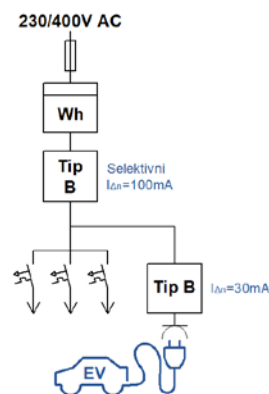 230/400V AC
Wh
Tip
B
Selektivni
IΔn=100mA
Tip B
IΔn=30mA
EV